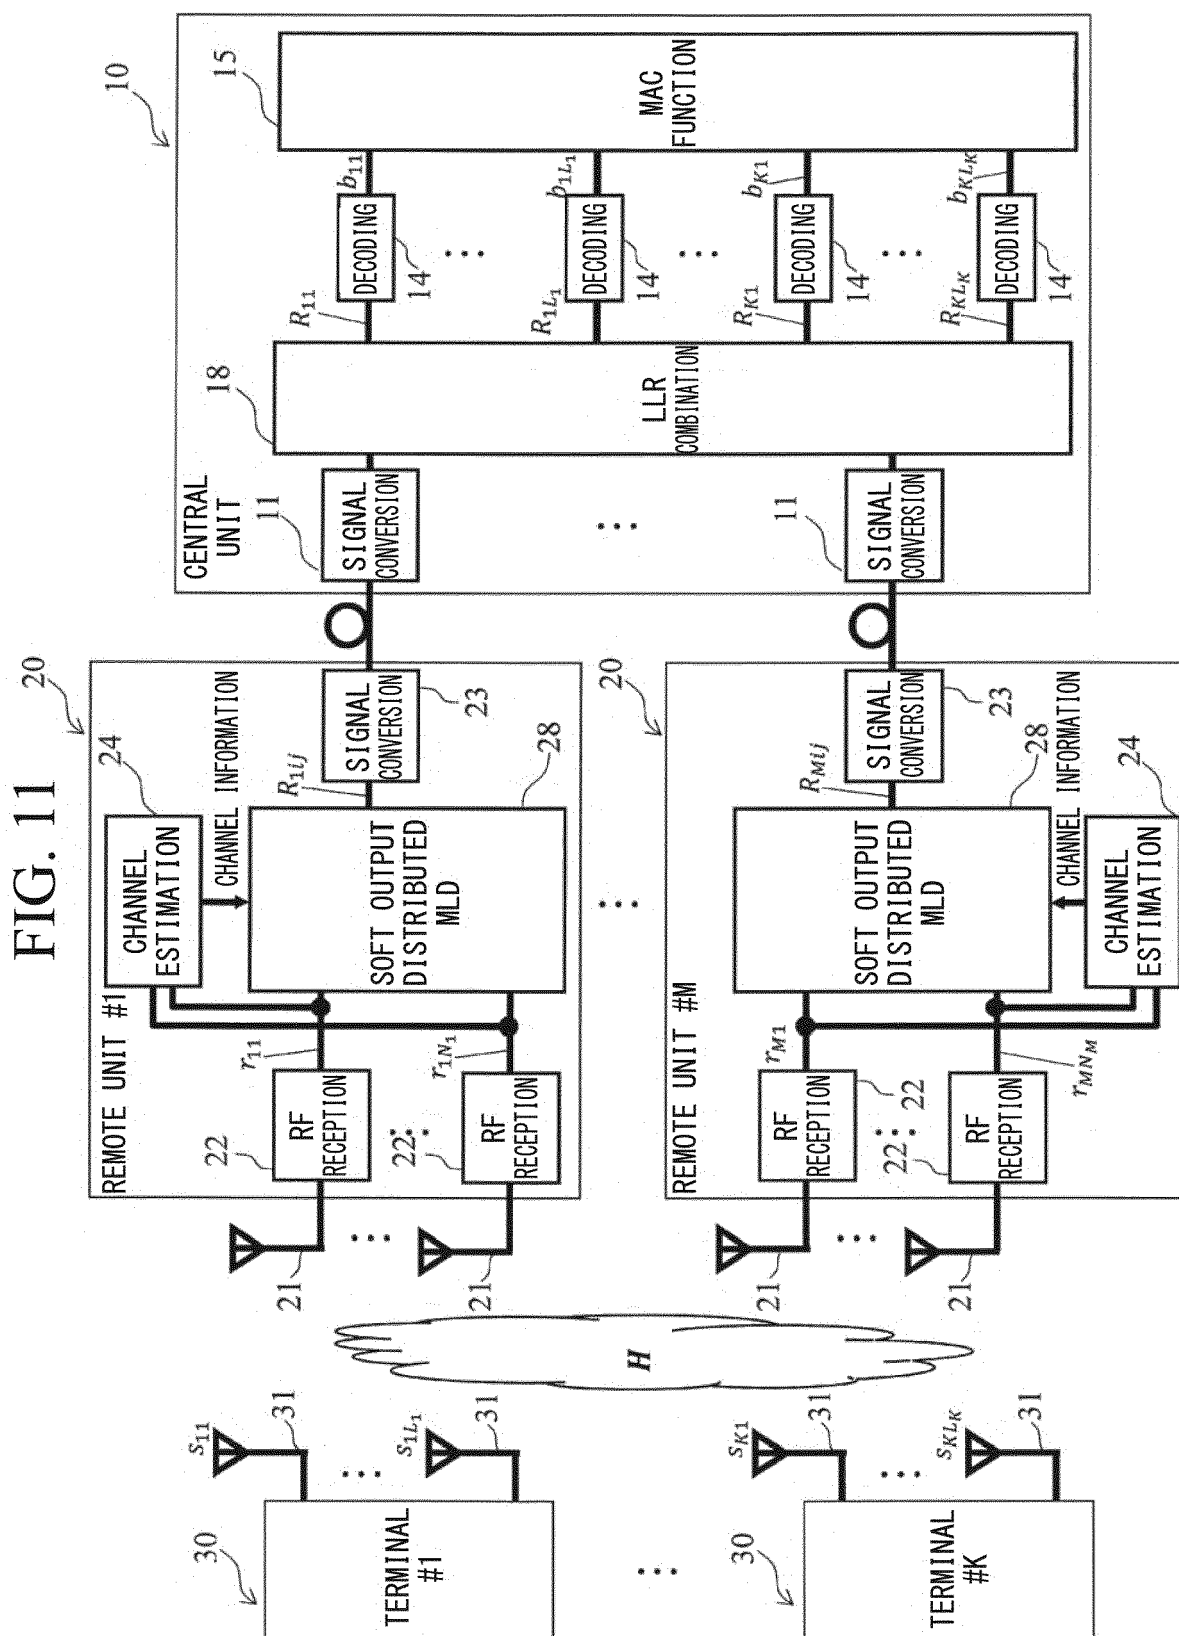 FIG. 11
30
TERMINAL
#1
s11
31
s1L1
31
30
TERMINAL
#K
sK1
31
sKLK
31
H
20
REMOTE UNIT #1
21
21
22
RF
RECEPTION
22
RF
RECEPTION
r11
r1N1
24
CHANNEL
ESTIMATION
CHANNEL INFORMATION
SOFT OUTPUT
DISTRIBUTED
MLD
28
R1ij
SIGNAL
CONVERSION
23
20
REMOTE UNIT #M
21
21
RF
RECEPTION
22
22
RF
RECEPTION
rM1
rMNM
SOFT OUTPUT
DISTRIBUTED
MLD
28
CHANNEL INFORMATION
24
CHANNEL
ESTIMATION
RMij
SIGNAL
CONVERSION
23
10
CENTRAL
UNIT
11
SIGNAL
CONVERSION
11
SIGNAL
CONVERSION
18
LLR
COMBINATION
R11
DECODING
14
b11
R1L1
DECODING
14
b1L1
RK1
DECODING
14
bK1
RKLK
DECODING
14
bKLK
15
MAC
FUNCTION